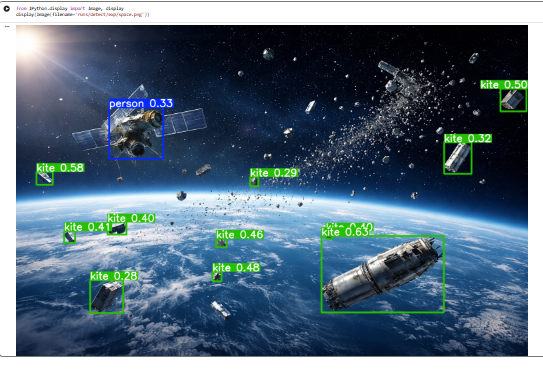 from IPython.display import Image, display
display(Image(filename='runs/detect/exp/space.png'))
kite 0.50
person 0.33
kite 0.32
kite 0.58
kite 0.29
kite 0.40
kite 0.41
kite 0.46
kite 0.63
kite 0.48
kite 0.28